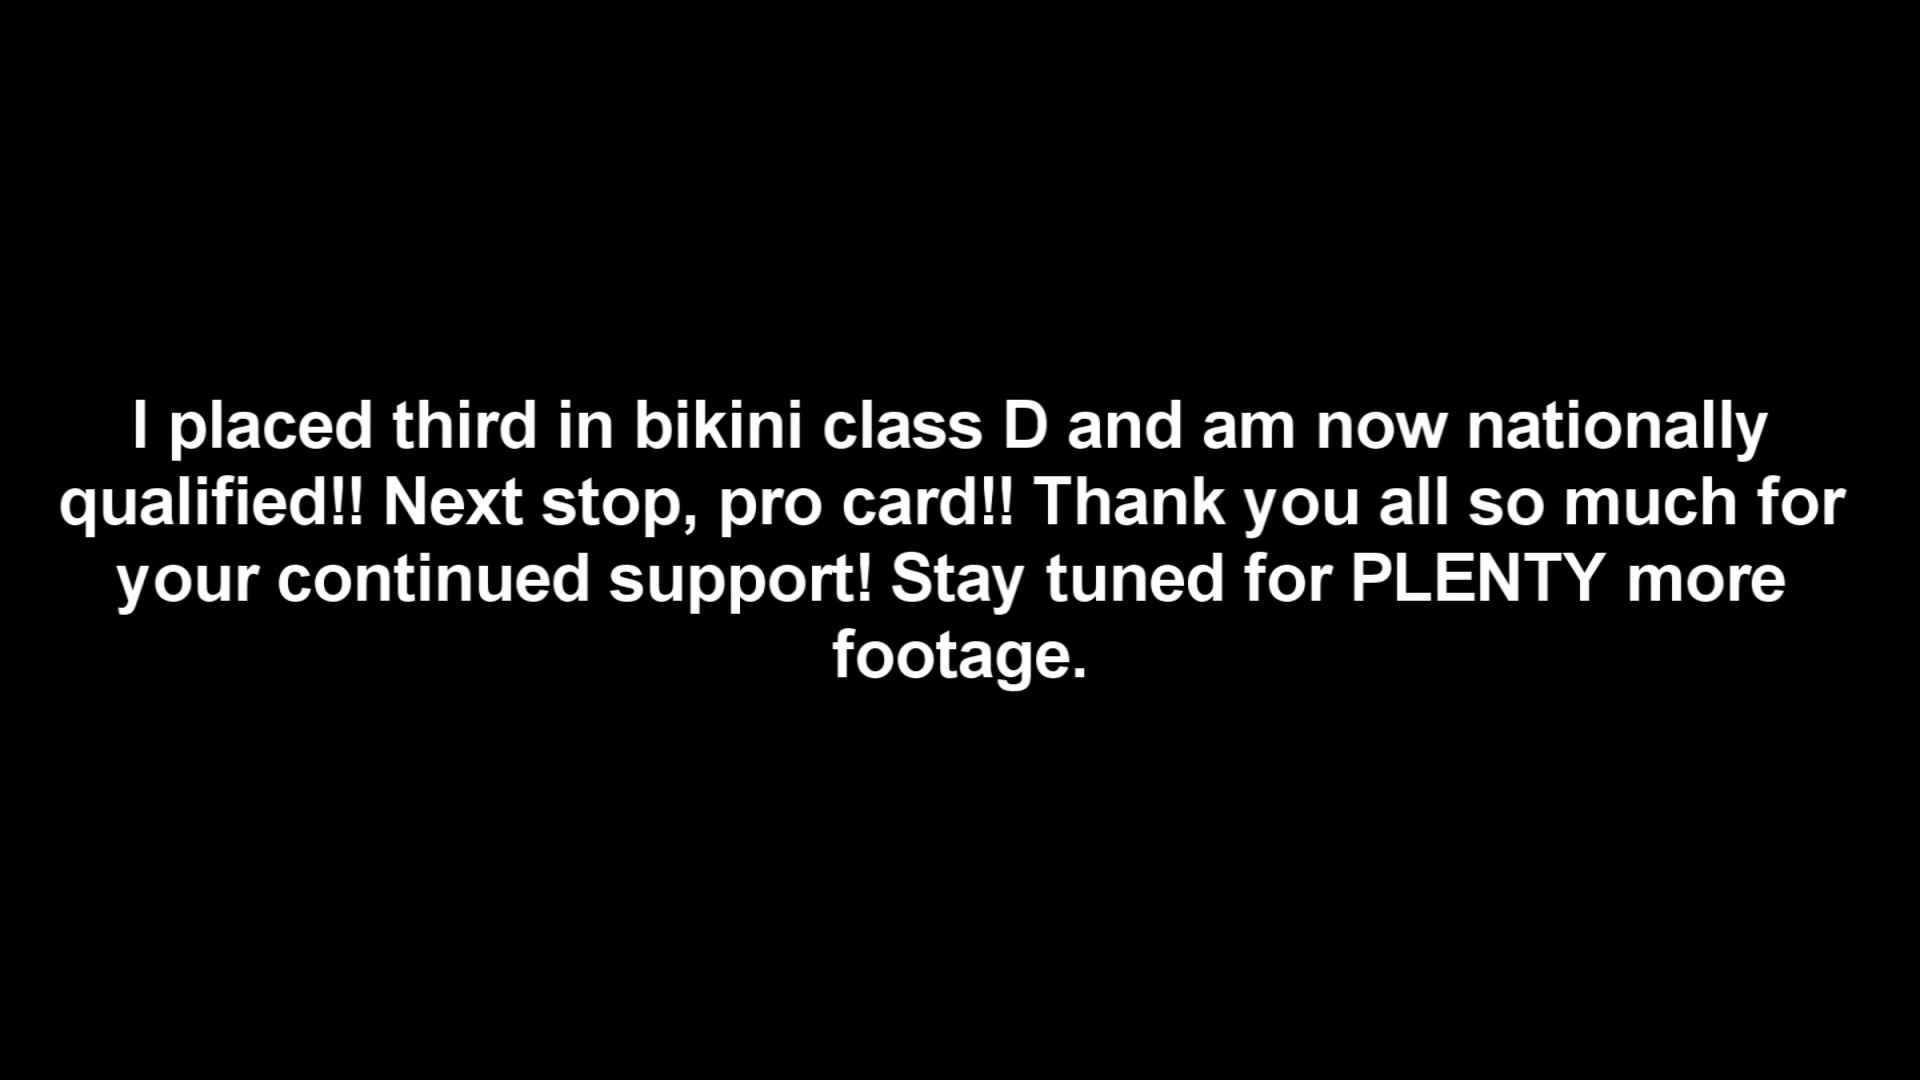 I placed third in bikini class D and am now nationally
qualified!! Next stop, pro card!! Thank you all so much for
your continued support! Stay tuned for PLENTY more
footage.